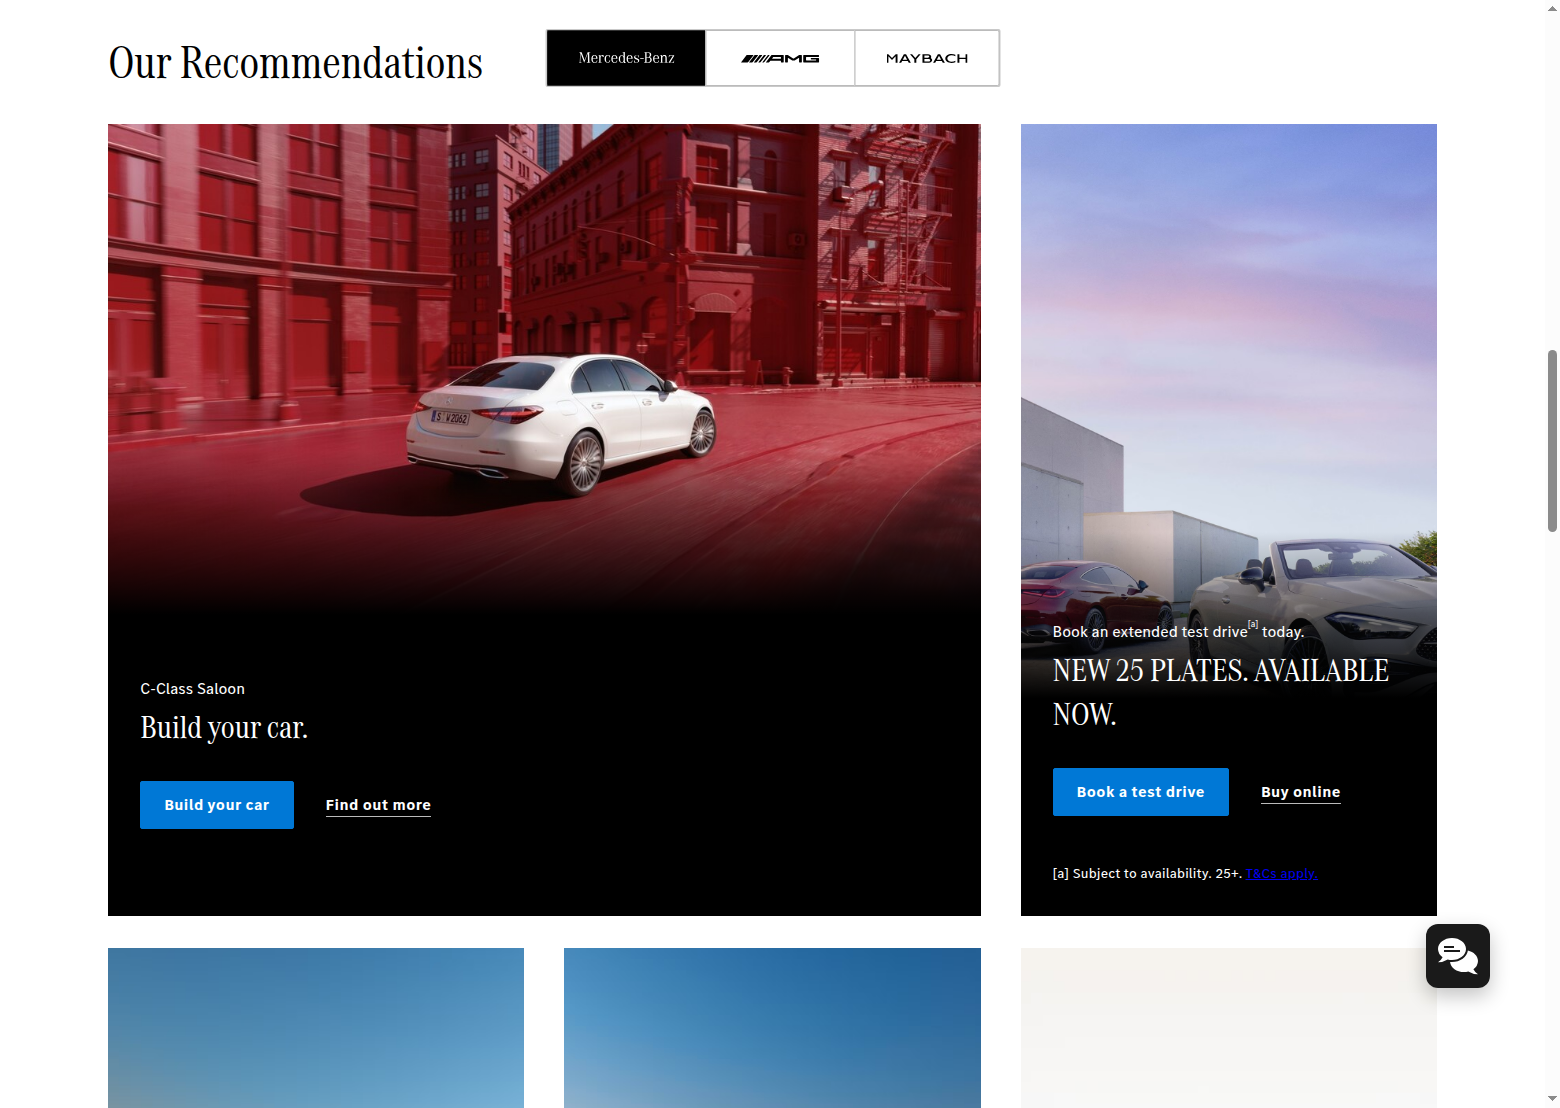 Our Recommendations
Mercedes-Benz
AMG
MAYBACH
S W 2062
C-Class Saloon
Build your car.
Build your car
Find out more
Book an extended test drive[a] today.
NEW 25 PLATES. AVAILABLE
NOW.
Book a test drive
Buy online
[a] Subject to availability. 25+. T&Cs apply.